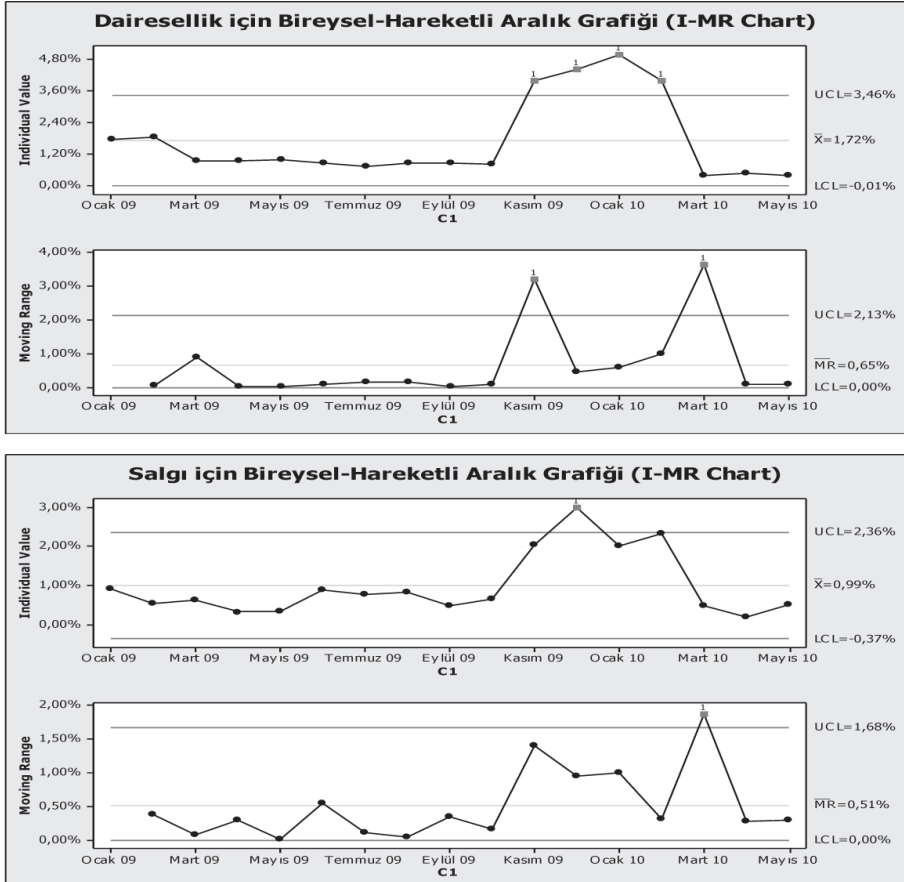 Dairesellik için Bireysel-Hareketli Aralık Grafiği (I-MR Chart)
Individual Value
4,80%
3,60%
2,40%
1,20%
0,00%
1
1
1
1
UCL=3,46%
X̅=1,72%
LCL=-0,01%
Ocak 09 Mart 09 Mayıs 09 Temmuz 09 Eylül 09 Kasım 09 Ocak 10 Mart 10 Mayıs 10
C1
Moving Range
4,00%
3,00%
2,00%
1,00%
0,00%
1
1
UCL=2,13%
M̅R̅=0,65%
LCL=0,00%
Ocak 09 Mart 09 Mayıs 09 Temmuz 09 Eylül 09 Kasım 09 Ocak 10 Mart 10 Mayıs 10
C1
Salgı için Bireysel-Hareketli Aralık Grafiği (I-MR Chart)
Individual Value
3,00%
2,00%
1,00%
0,00%
1
UCL=2,36%
X̅=0,99%
LCL=-0,37%
Ocak 09 Mart 09 Mayıs 09 Temmuz 09 Eylül 09 Kasım 09 Ocak 10 Mart 10 Mayıs 10
C1
Moving Range
2,00%
1,50%
1,00%
0,50%
0,00%
1
UCL=1,68%
M̅R̅=0,51%
LCL=0,00%
Ocak 09 Mart 09 Mayıs 09 Temmuz 09 Eylül 09 Kasım 09 Ocak 10 Mart 10 Mayıs 10
C1